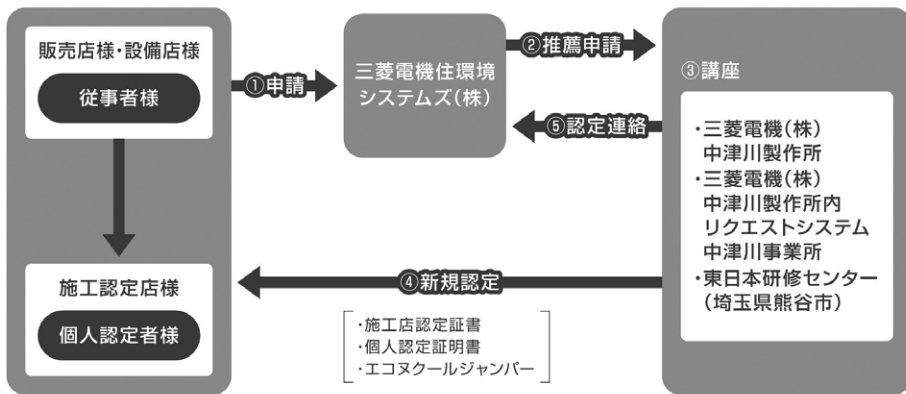 販売店様・設備店様
従事者様
①申請
三菱電機住環境
システムズ(株)
②推薦申請
⑤認定連絡
③講座
・三菱電機(株)
中津川製作所
・三菱電機(株)
中津川製作所内
リクエストシステム
中津川事業所
・東日本研修センター
(埼玉県熊谷市)
④新規認定
・施工店認定証書
・個人認定証明書
・エコヌクールジャンパー
施工認定店様
個人認定者様